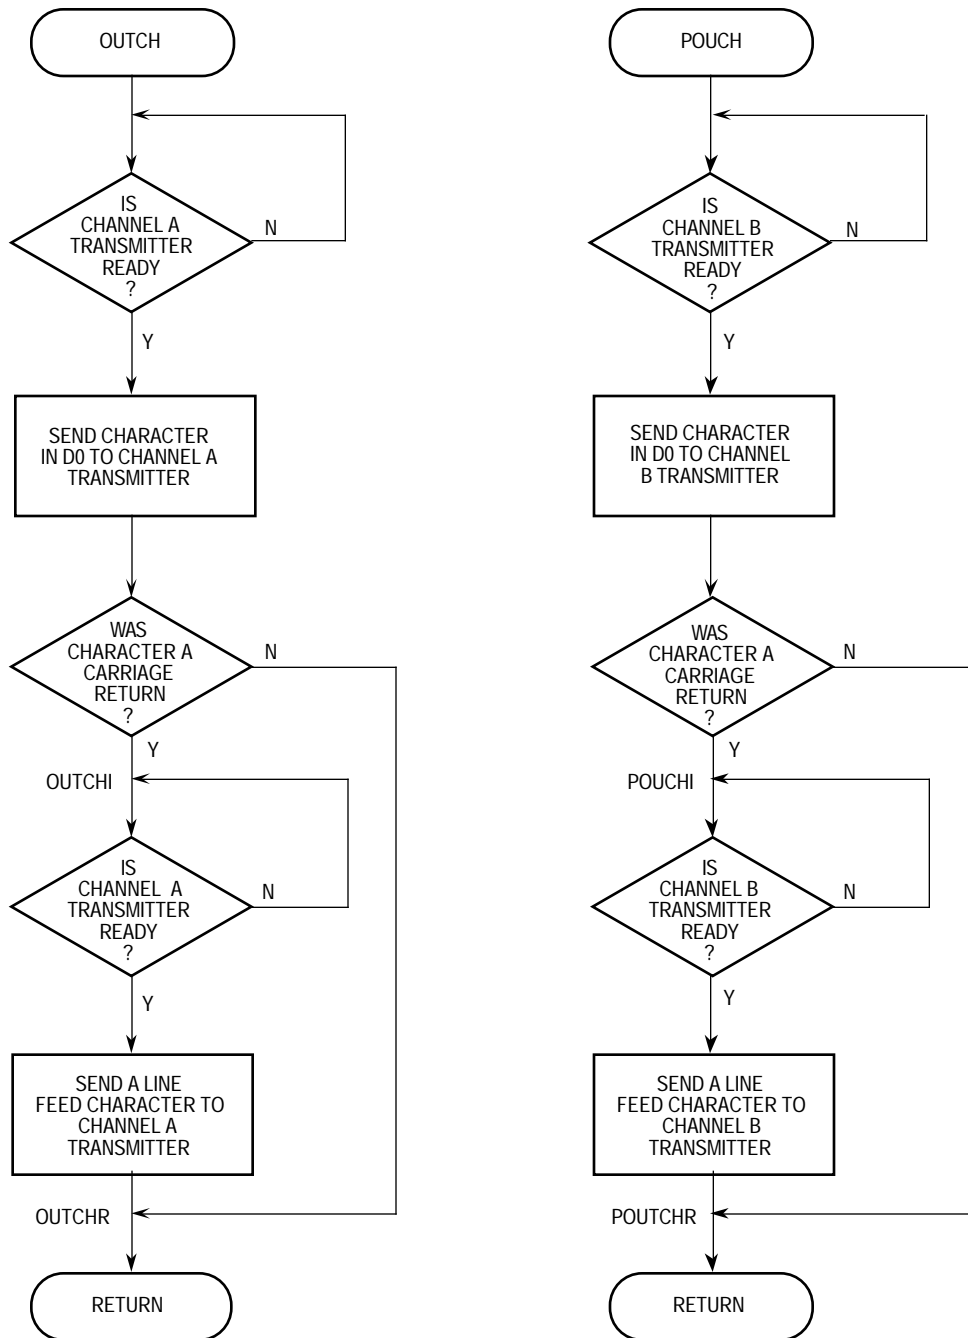 OUTCH
IS
CHANNEL A
TRANSMITTER
READY
?
N
Y
SEND CHARACTER
IN D0 TO CHANNEL A
TRANSMITTER
WAS
CHARACTER A
CARRIAGE
RETURN
?
N
Y
OUTCHI
IS
CHANNEL A
TRANSMITTER
READY
?
N
Y
SEND A LINE
FEED CHARACTER TO
CHANNEL A
TRANSMITTER
OUTCHR
RETURN
POUCH
IS
CHANNEL B
TRANSMITTER
READY
?
N
Y
SEND CHARACTER
IN D0 TO CHANNEL
B TRANSMITTER
WAS
CHARACTER A
CARRIAGE
RETURN
?
N
Y
POUCHI
IS
CHANNEL B
TRANSMITTER
READY
?
N
Y
SEND A LINE
FEED CHARACTER TO
CHANNEL B
TRANSMITTER
POUTCHR
RETURN